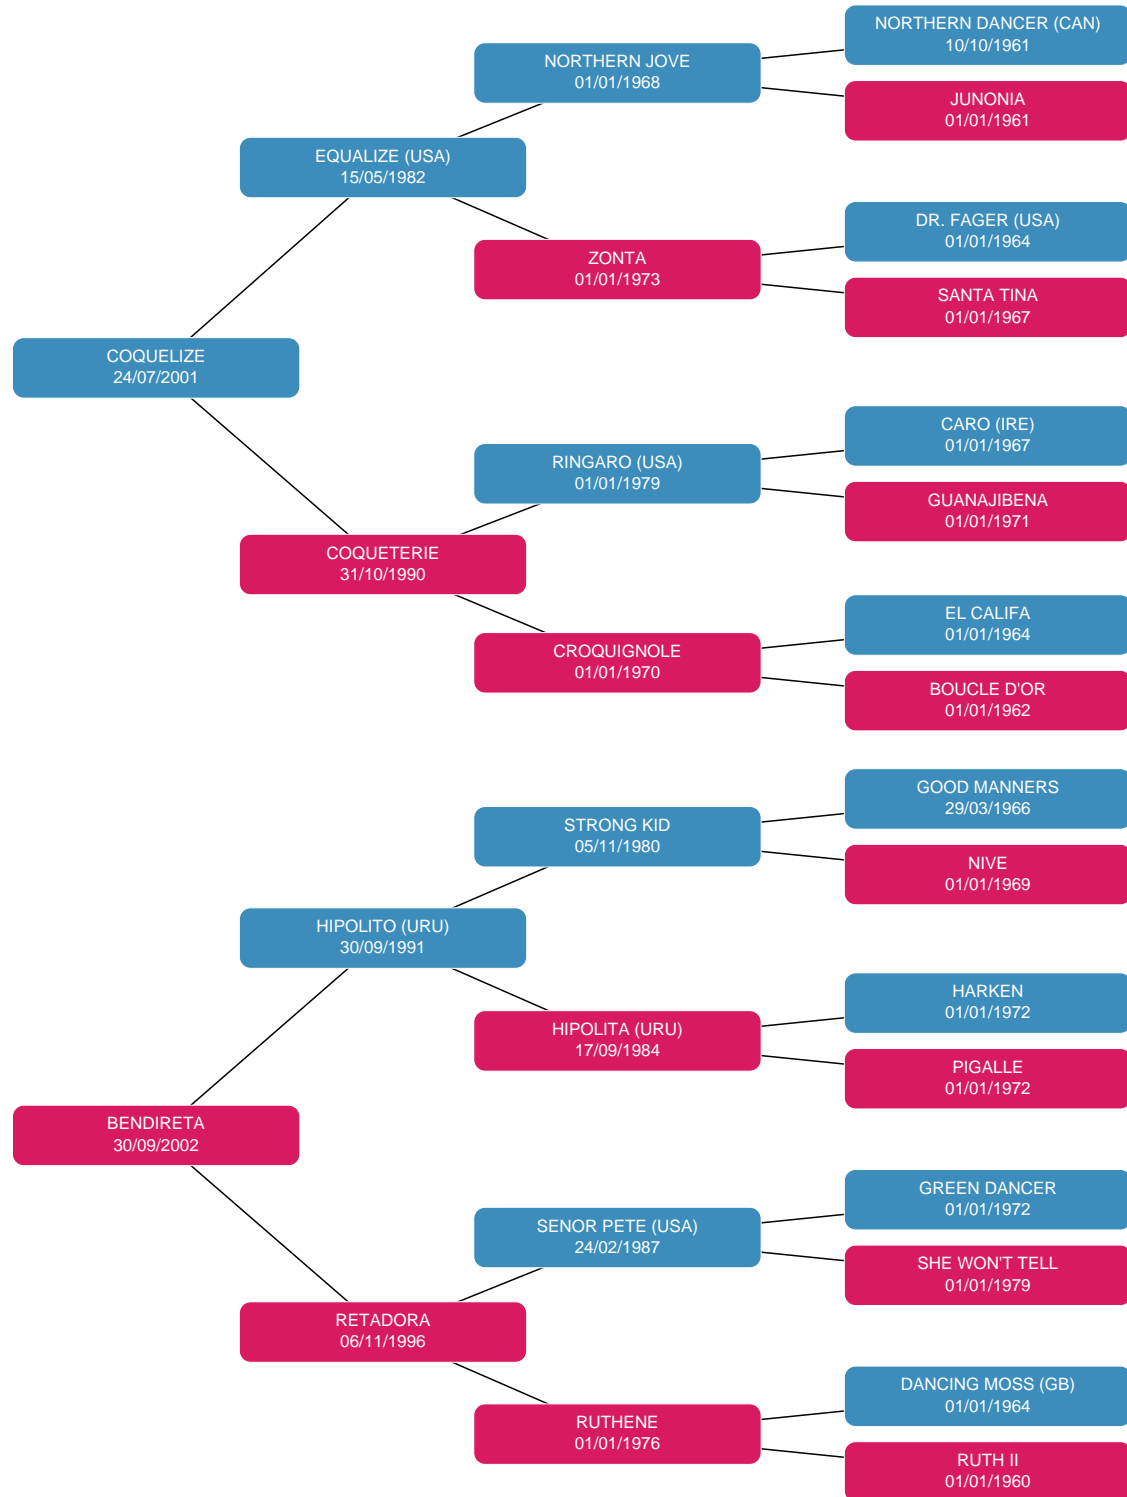 NORTHERN DANCER (CAN)
10/10/1961
NORTHERN JOVE
01/01/1968
JUNONIA
01/01/1961
EQUALIZE (USA)
15/05/1982
DR. FAGER (USA)
01/01/1964
ZONTA
01/01/1973
SANTA TINA
01/01/1967
COQUELIZE
24/07/2001
CARO (IRE)
01/01/1967
RINGARO (USA)
01/01/1979
GUANAJIBENA
01/01/1971
COQUETERIE
31/10/1990
EL CALIFA
01/01/1964
CROQUIGNOLE
01/01/1970
BOUCLE D'OR
01/01/1962
GOOD MANNERS
29/03/1966
STRONG KID
05/11/1980
NIVE
01/01/1969
HIPOLITO (URU)
30/09/1991
HARKEN
01/01/1972
HIPOLITA (URU)
17/09/1984
PIGALLE
01/01/1972
BENDIRETA
30/09/2002
GREEN DANCER
01/01/1972
SENOR PETE (USA)
24/02/1987
SHE WON'T TELL
01/01/1979
RETADORA
06/11/1996
DANCING MOSS (GB)
01/01/1964
RUTHENE
01/01/1976
RUTH II
01/01/1960